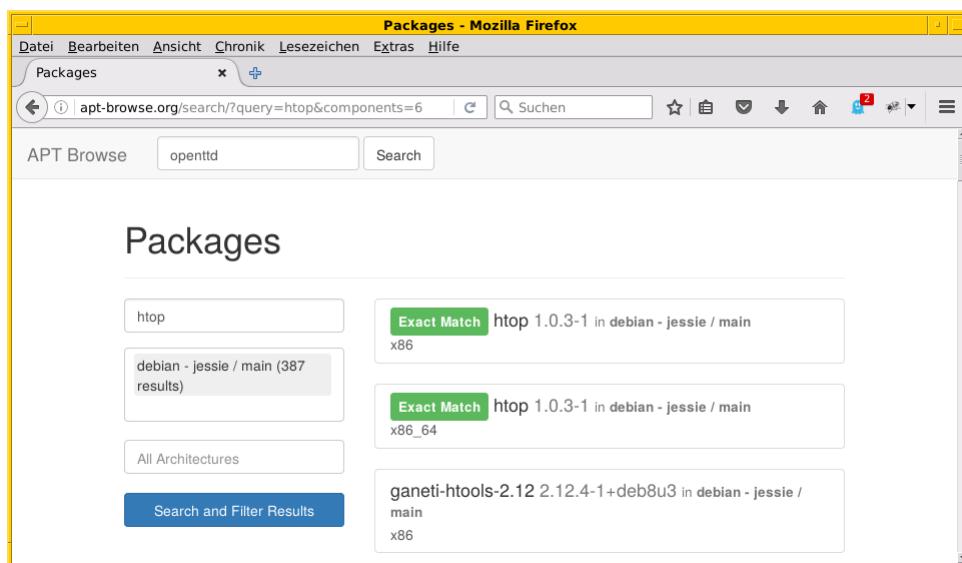 Packages - Mozilla Firefox
Datei Bearbeiten Ansicht Chronik Lesezeichen Extras Hilfe
Packages
apt-browse.org/search/?query=htop&components=6 Suchen 2
APT Browse openttd Search
Packages
htop
debian - jessie / main (387
results)
All Architectures
Search and Filter Results
Exact Match htop 1.0.3-1 in debian - jessie / main
x86
Exact Match htop 1.0.3-1 in debian - jessie / main
x86_64
ganeti-htools-2.12 2.12.4-1+deb8u3 in debian - jessie /
main
x86